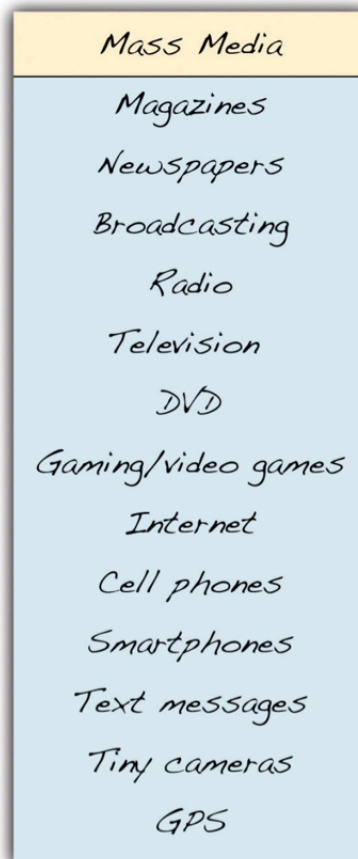 Mass Media
Magazines
Newspapers
Broadcasting
Radio
Television
DVD
Gaming/video games
Internet
Cell phones
Smartphones
Text messages
Tiny cameras
GPS